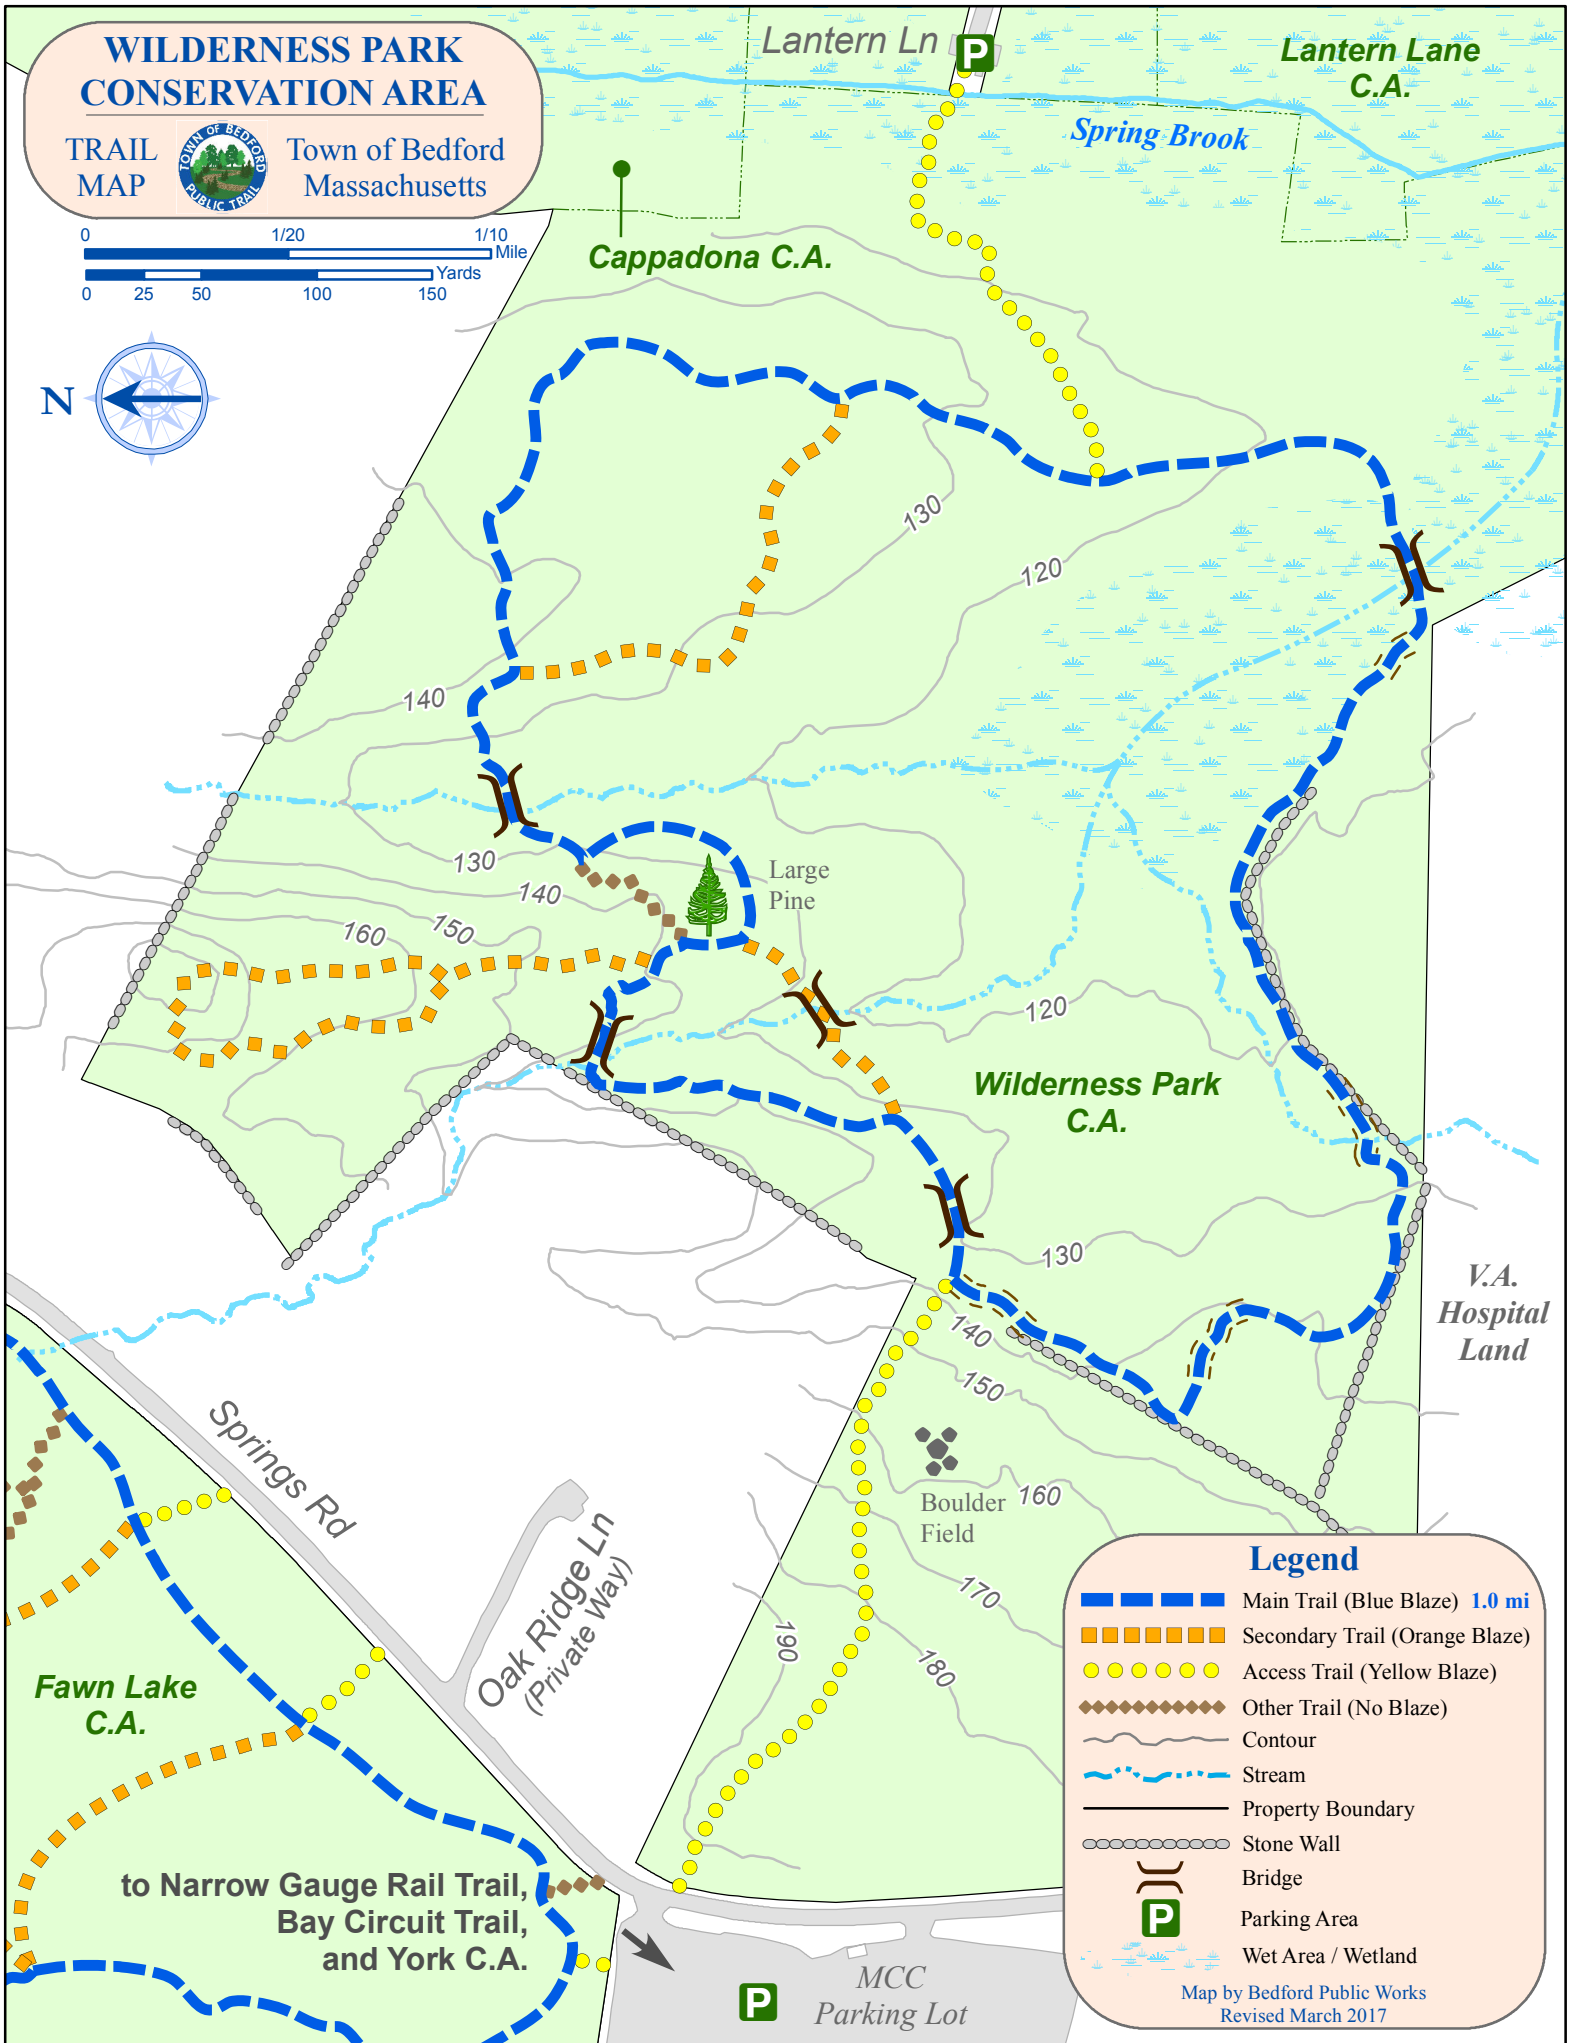 WILDERNESS PARK
CONSERVATION AREA
TRAIL
MAP
TOWN OF BEDFORD
PUBLIC TRAIL
Town of Bedford
Massachusetts
0 1/20 1/10
Mile
Yards
0 25 50 100 150
N
Lantern Ln
P
Lantern Lane
C.A.
Spring Brook
Cappadona C.A.
130
120
140
130
140
150
160
Large
Pine
120
Wilderness Park
C.A.
130
140
150
V.A.
Hospital
Land
Springs Rd
Oak Ridge Ln
(Private Way)
Boulder
Field
160
170
180
190
Fawn Lake
C.A.
to Narrow Gauge Rail Trail,
Bay Circuit Trail,
and York C.A.
P
MCC
Parking Lot
Legend
Main Trail (Blue Blaze) 1.0 mi
Secondary Trail (Orange Blaze)
Access Trail (Yellow Blaze)
Other Trail (No Blaze)
Contour
Stream
Property Boundary
Stone Wall
Bridge
P Parking Area
Wet Area / Wetland
Map by Bedford Public Works
Revised March 2017